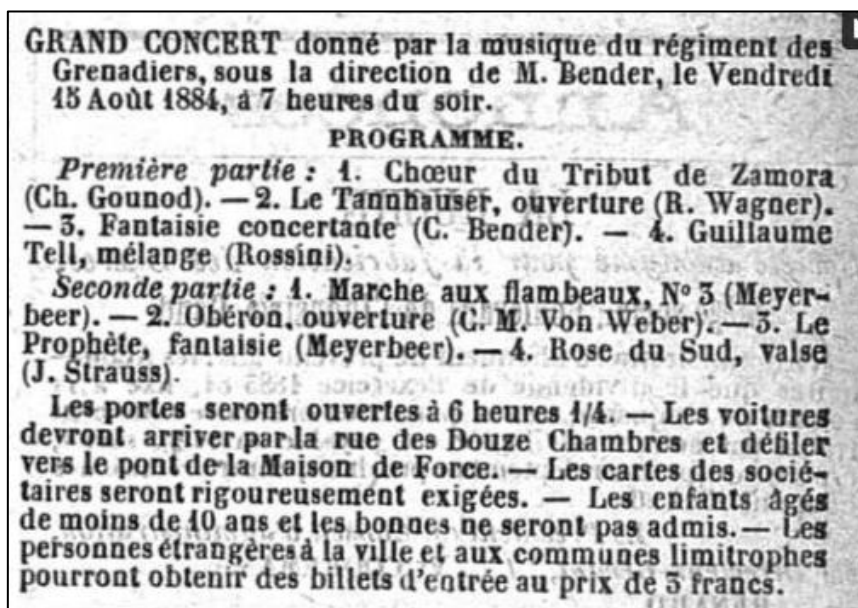 GRAND CONCERT donné par la musique du régiment des
Grenadiers, sous la direction de M. Bender, le Vendredi
15 Août 1884, à 7 heures du soir.
PROGRAMME.
Première partie : 1. Chœur du Tribut de Zamora
(Ch. Gounod). — 2. Le Tannhauser, ouverture (R. Wagner).
— 3. Fantaisie concertante (C. Bender). — 4. Guillaume
Tell, mélange (Rossini).
Seconde partie : 1. Marche aux flambeaux, N° 3 (Meyer-
beer). — 2. Obéron, ouverture (C. M. Von Weber). — 3. Le
Prophète, fantaisie (Meyerbeer). — 4. Rose du Sud, valse
(J. Strauss).
Les portes seront ouvertes à 6 heures 1/4. — Les voitures
devront arriver par la rue des Douze Chambres et défiler
vers le pont de la Maison de Force. — Les cartes des socié-
taires seront rigoureusement exigées. — Les enfants âgés
de moins de 10 ans et les bonnes ne seront pas admis. — Les
personnes étrangères à la ville et aux communes limitrophes
pourront obtenir des billets d'entrée au prix de 3 francs.